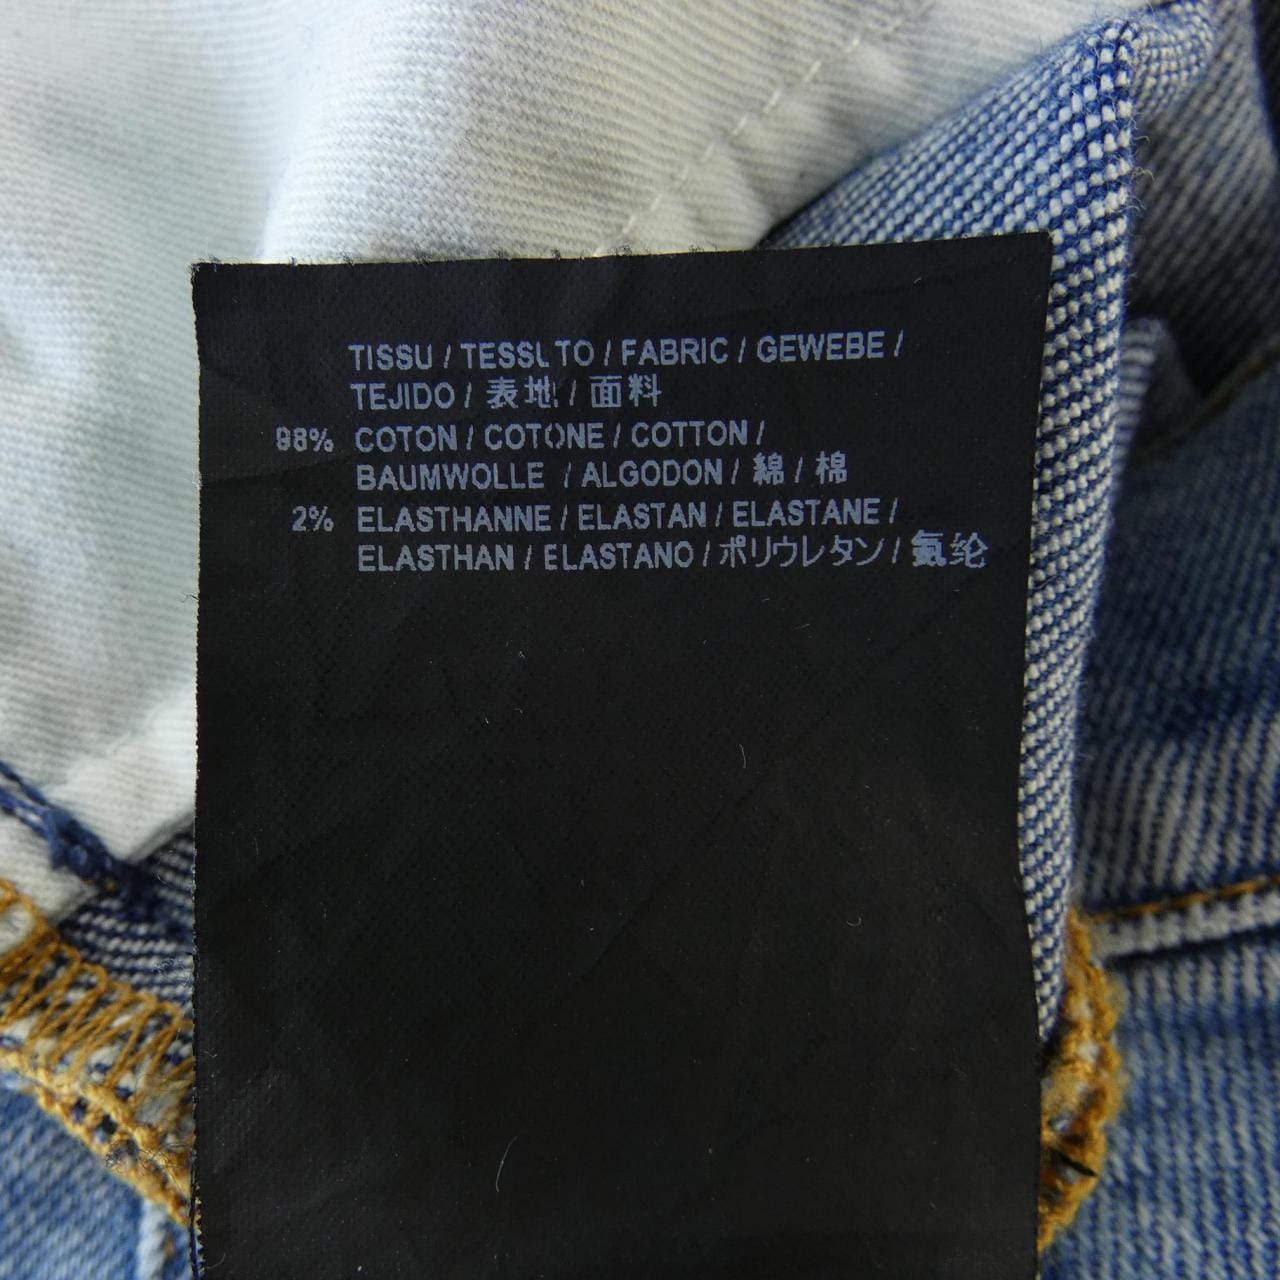 TISSU / TESSUTO / FABRIC / GEWEBE /
TEJIDO / 表地 / 面料
98% COTON / COTONE / COTTON /
BAUMWOLLE / ALGODON / 綿 / 棉
2% ELASTHANNE / ELASTAN / ELASTANE /
ELASTHAN / ELASTANO / ポリウレタン / 氨纶